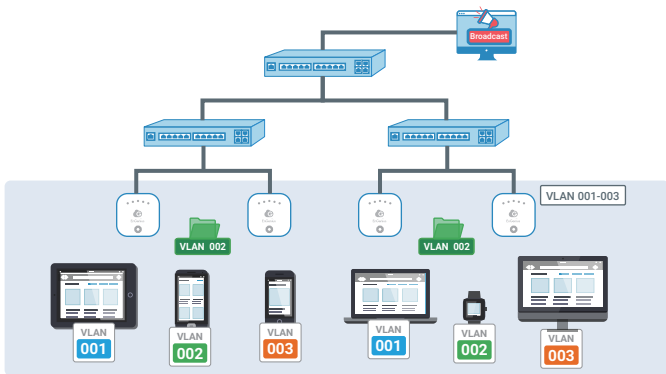 Broadcast
VLAN 001-003
VLAN 002
VLAN 002
VLAN
001
VLAN
002
VLAN
003
VLAN
001
VLAN
002
VLAN
003